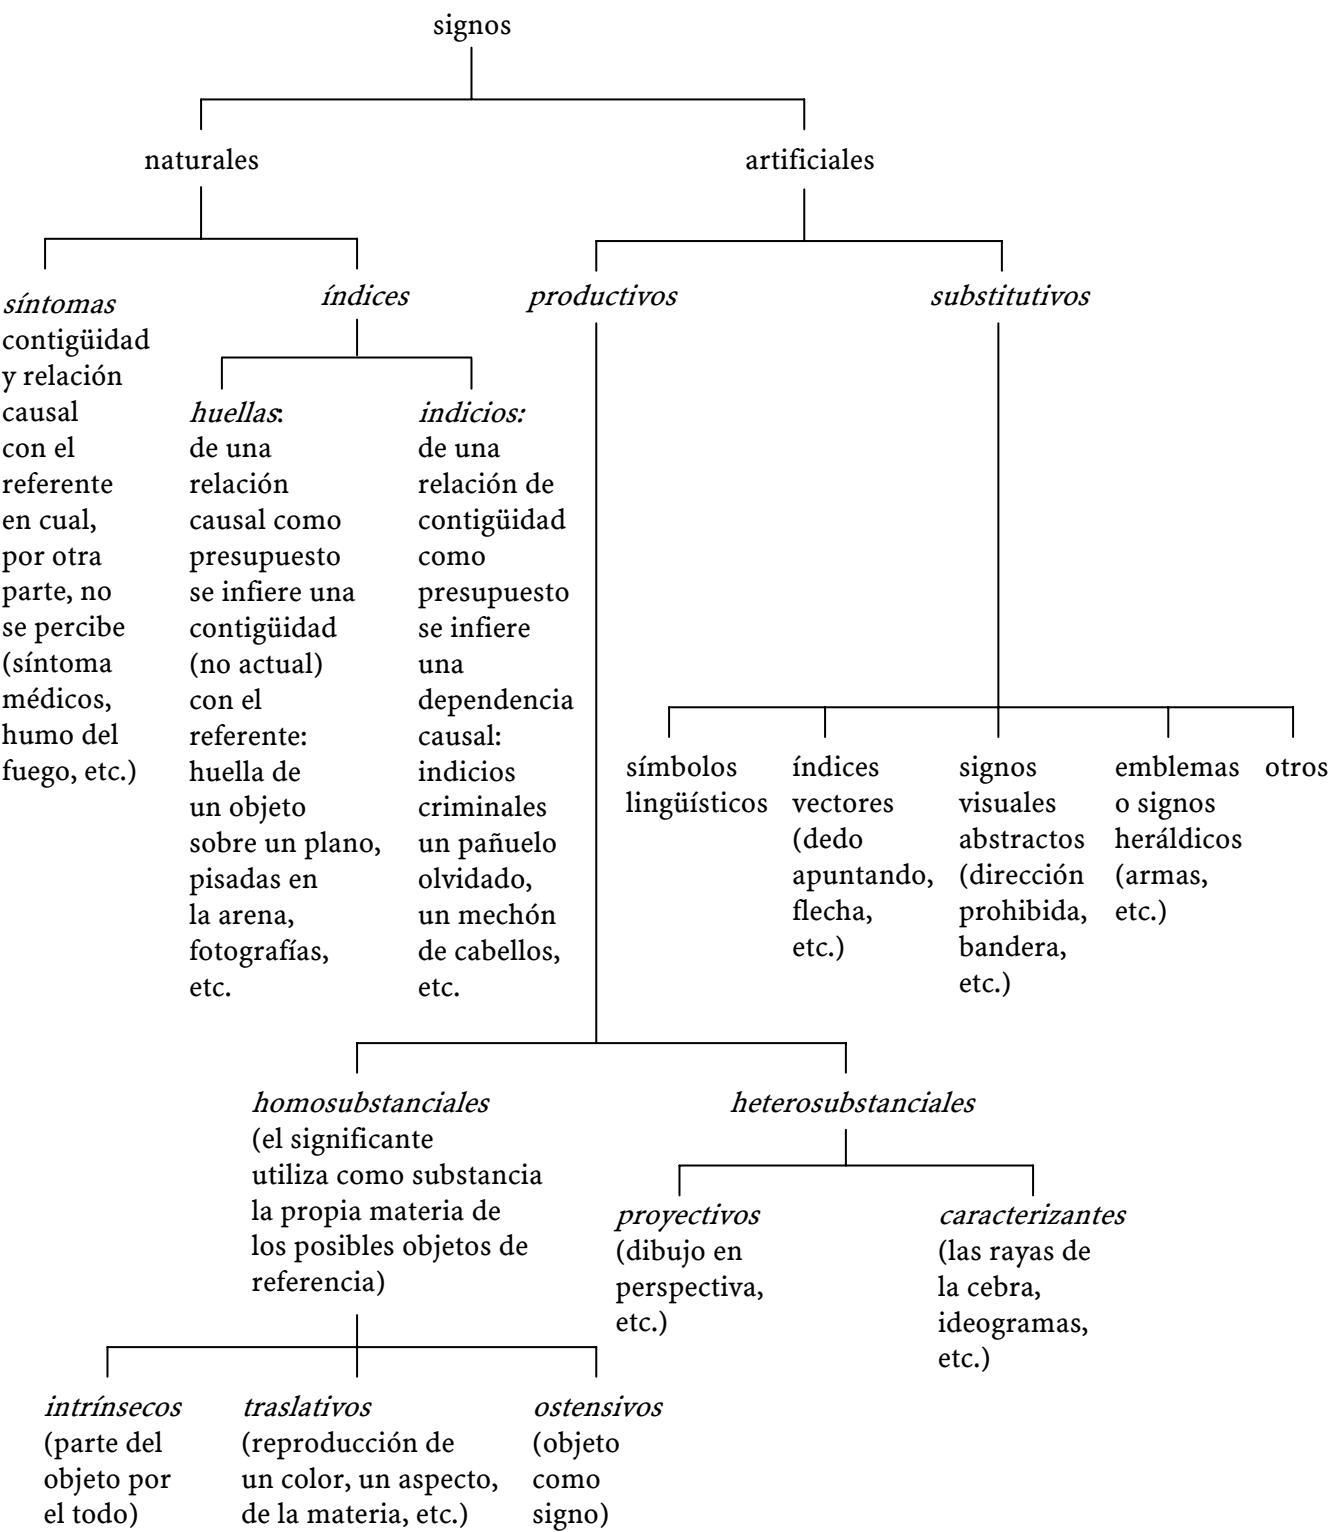 signos
naturales
artificiales
síntomas
contigüidad
y relación
causal
con el
referente
en cual,
por otra
parte, no
se percibe
(síntoma
médicos,
humo del
fuego, etc.)
índices
huellas:
de una
relación
causal como
presupuesto
se infiere una
contigüidad
(no actual)
con el
referente:
huella de
un objeto
sobre un plano,
pisadas en
la arena,
fotografías,
etc.
indicios:
de una
relación de
contigüidad
como
presupuesto
se infiere
una
dependencia
causal:
indicios
criminales
un pañuelo
olvidado,
un mechón
de cabellos,
etc.
productivos
substitutivos
símbolos
lingüísticos
índices
vectores
(dedo
apuntando,
flecha,
etc.)
signos
visuales
abstractos
(dirección
prohibida,
bandera,
etc.)
emblemas
o signos
heráldicos
(armas,
etc.)
otros
homosubstanciales
(el significante
utiliza como substancia
la propia materia de
los posibles objetos de
referencia)
heterosubstanciales
proyectivos
(dibujo en
perspectiva,
etc.)
caracterizantes
(las rayas de
la cebra,
ideogramas,
etc.)
intrínsecos
(parte del
objeto por
el todo)
traslativos
(reproducción de
un color, un aspecto,
de la materia, etc.)
ostensivos
(objeto
como
signo)